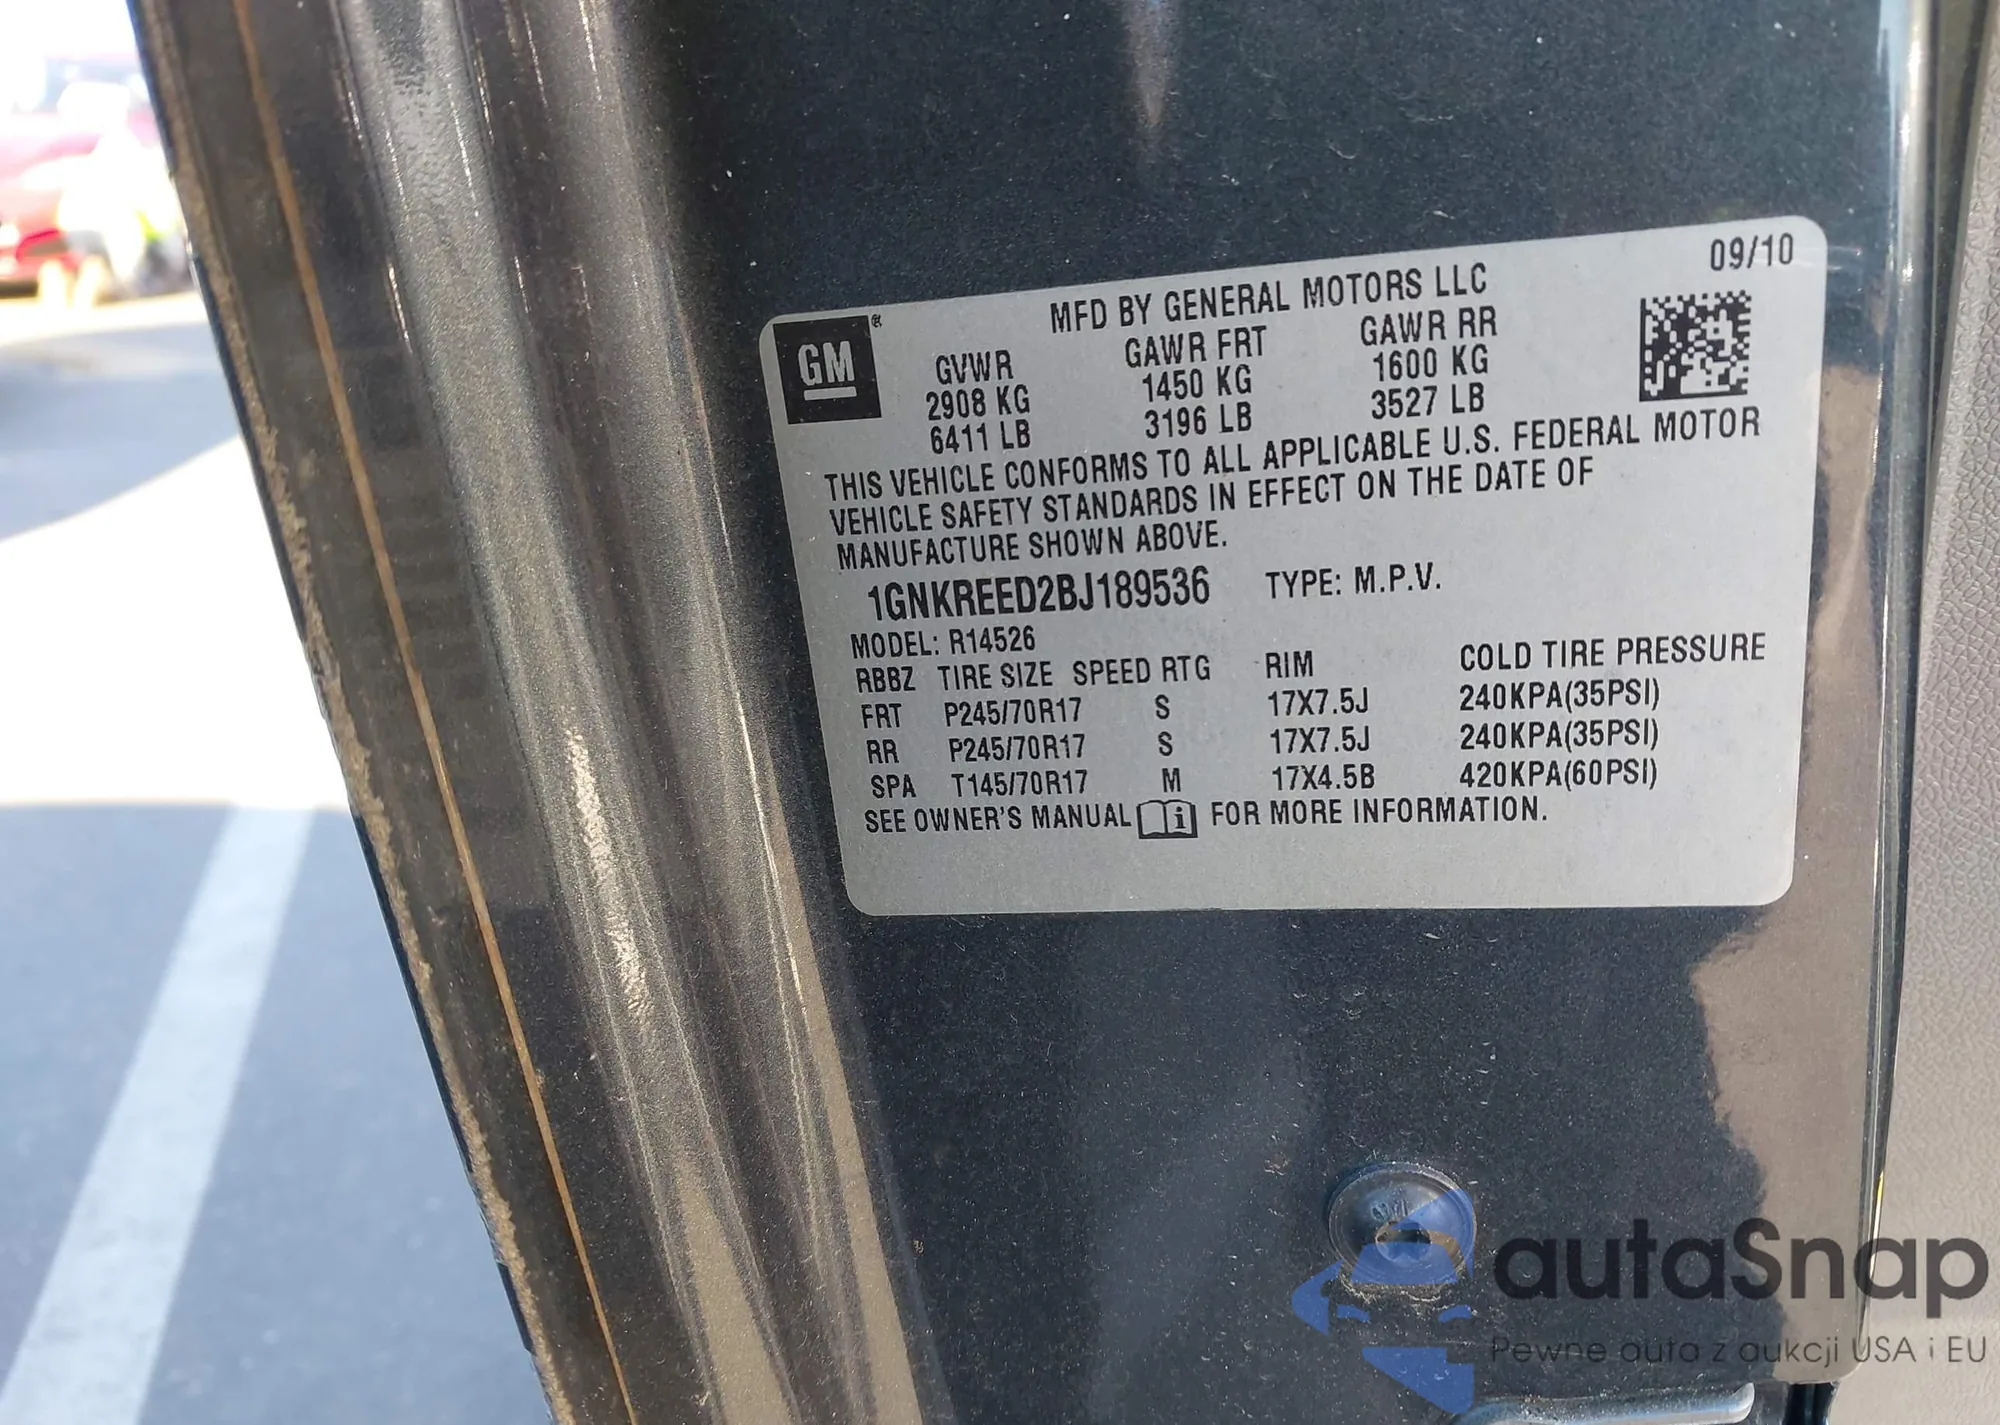 09/10
MFD BY GENERAL MOTORS LLC
GM ®
GVWR GAWR FRT GAWR RR
2908 KG 1450 KG 1600 KG
6411 LB 3196 LB 3527 LB
THIS VEHICLE CONFORMS TO ALL APPLICABLE U.S. FEDERAL MOTOR
VEHICLE SAFETY STANDARDS IN EFFECT ON THE DATE OF
MANUFACTURE SHOWN ABOVE.
1GNKREED2BJ189536 TYPE: M.P.V.
MODEL: R14526
RBBZ TIRE SIZE SPEED RTG RIM COLD TIRE PRESSURE
FRT P245/70R17 S 17X7.5J 240KPA(35PSI)
RR P245/70R17 S 17X7.5J 240KPA(35PSI)
SPA T145/70R17 M 17X4.5B 420KPA(60PSI)
SEE OWNER'S MANUAL FOR MORE INFORMATION.
autaSnap
Pewne auta z aukcji USA i EU